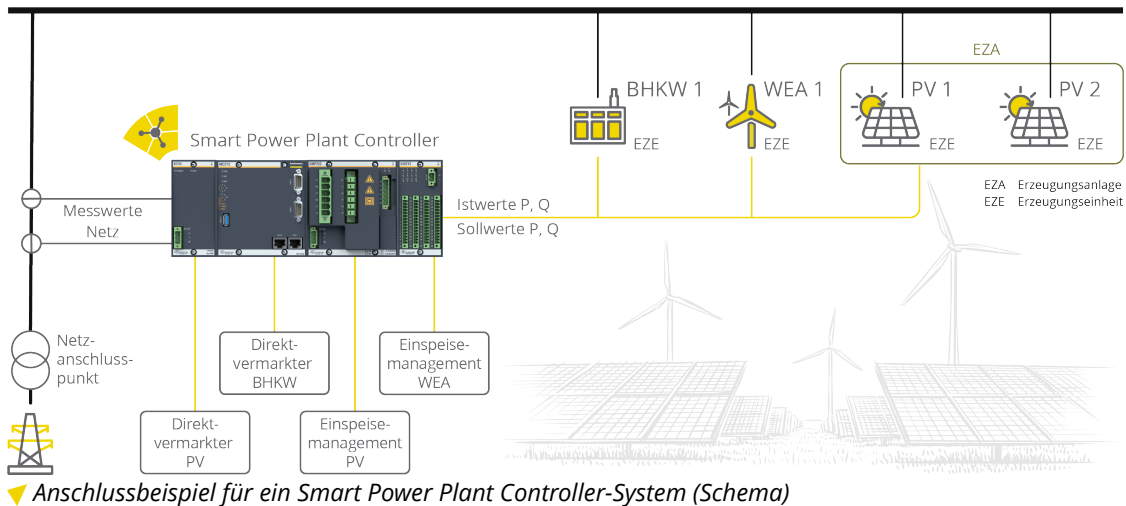 EZA
BHKW 1
EZE
WEA 1
EZE
PV 1
EZE
PV 2
EZE
EZA Erzeugungsanlage
EZE Erzeugungseinheit
Smart Power Plant Controller
Messwerte
Netz
Istwerte P, Q
Sollwerte P, Q
Netz-
anschluss-
punkt
Direkt-
vermarkter
BHKW
Einspeise-
management
WEA
Direkt-
vermarkter
PV
Einspeise-
management
PV
Anschlussbeispiel für ein Smart Power Plant Controller-System (Schema)